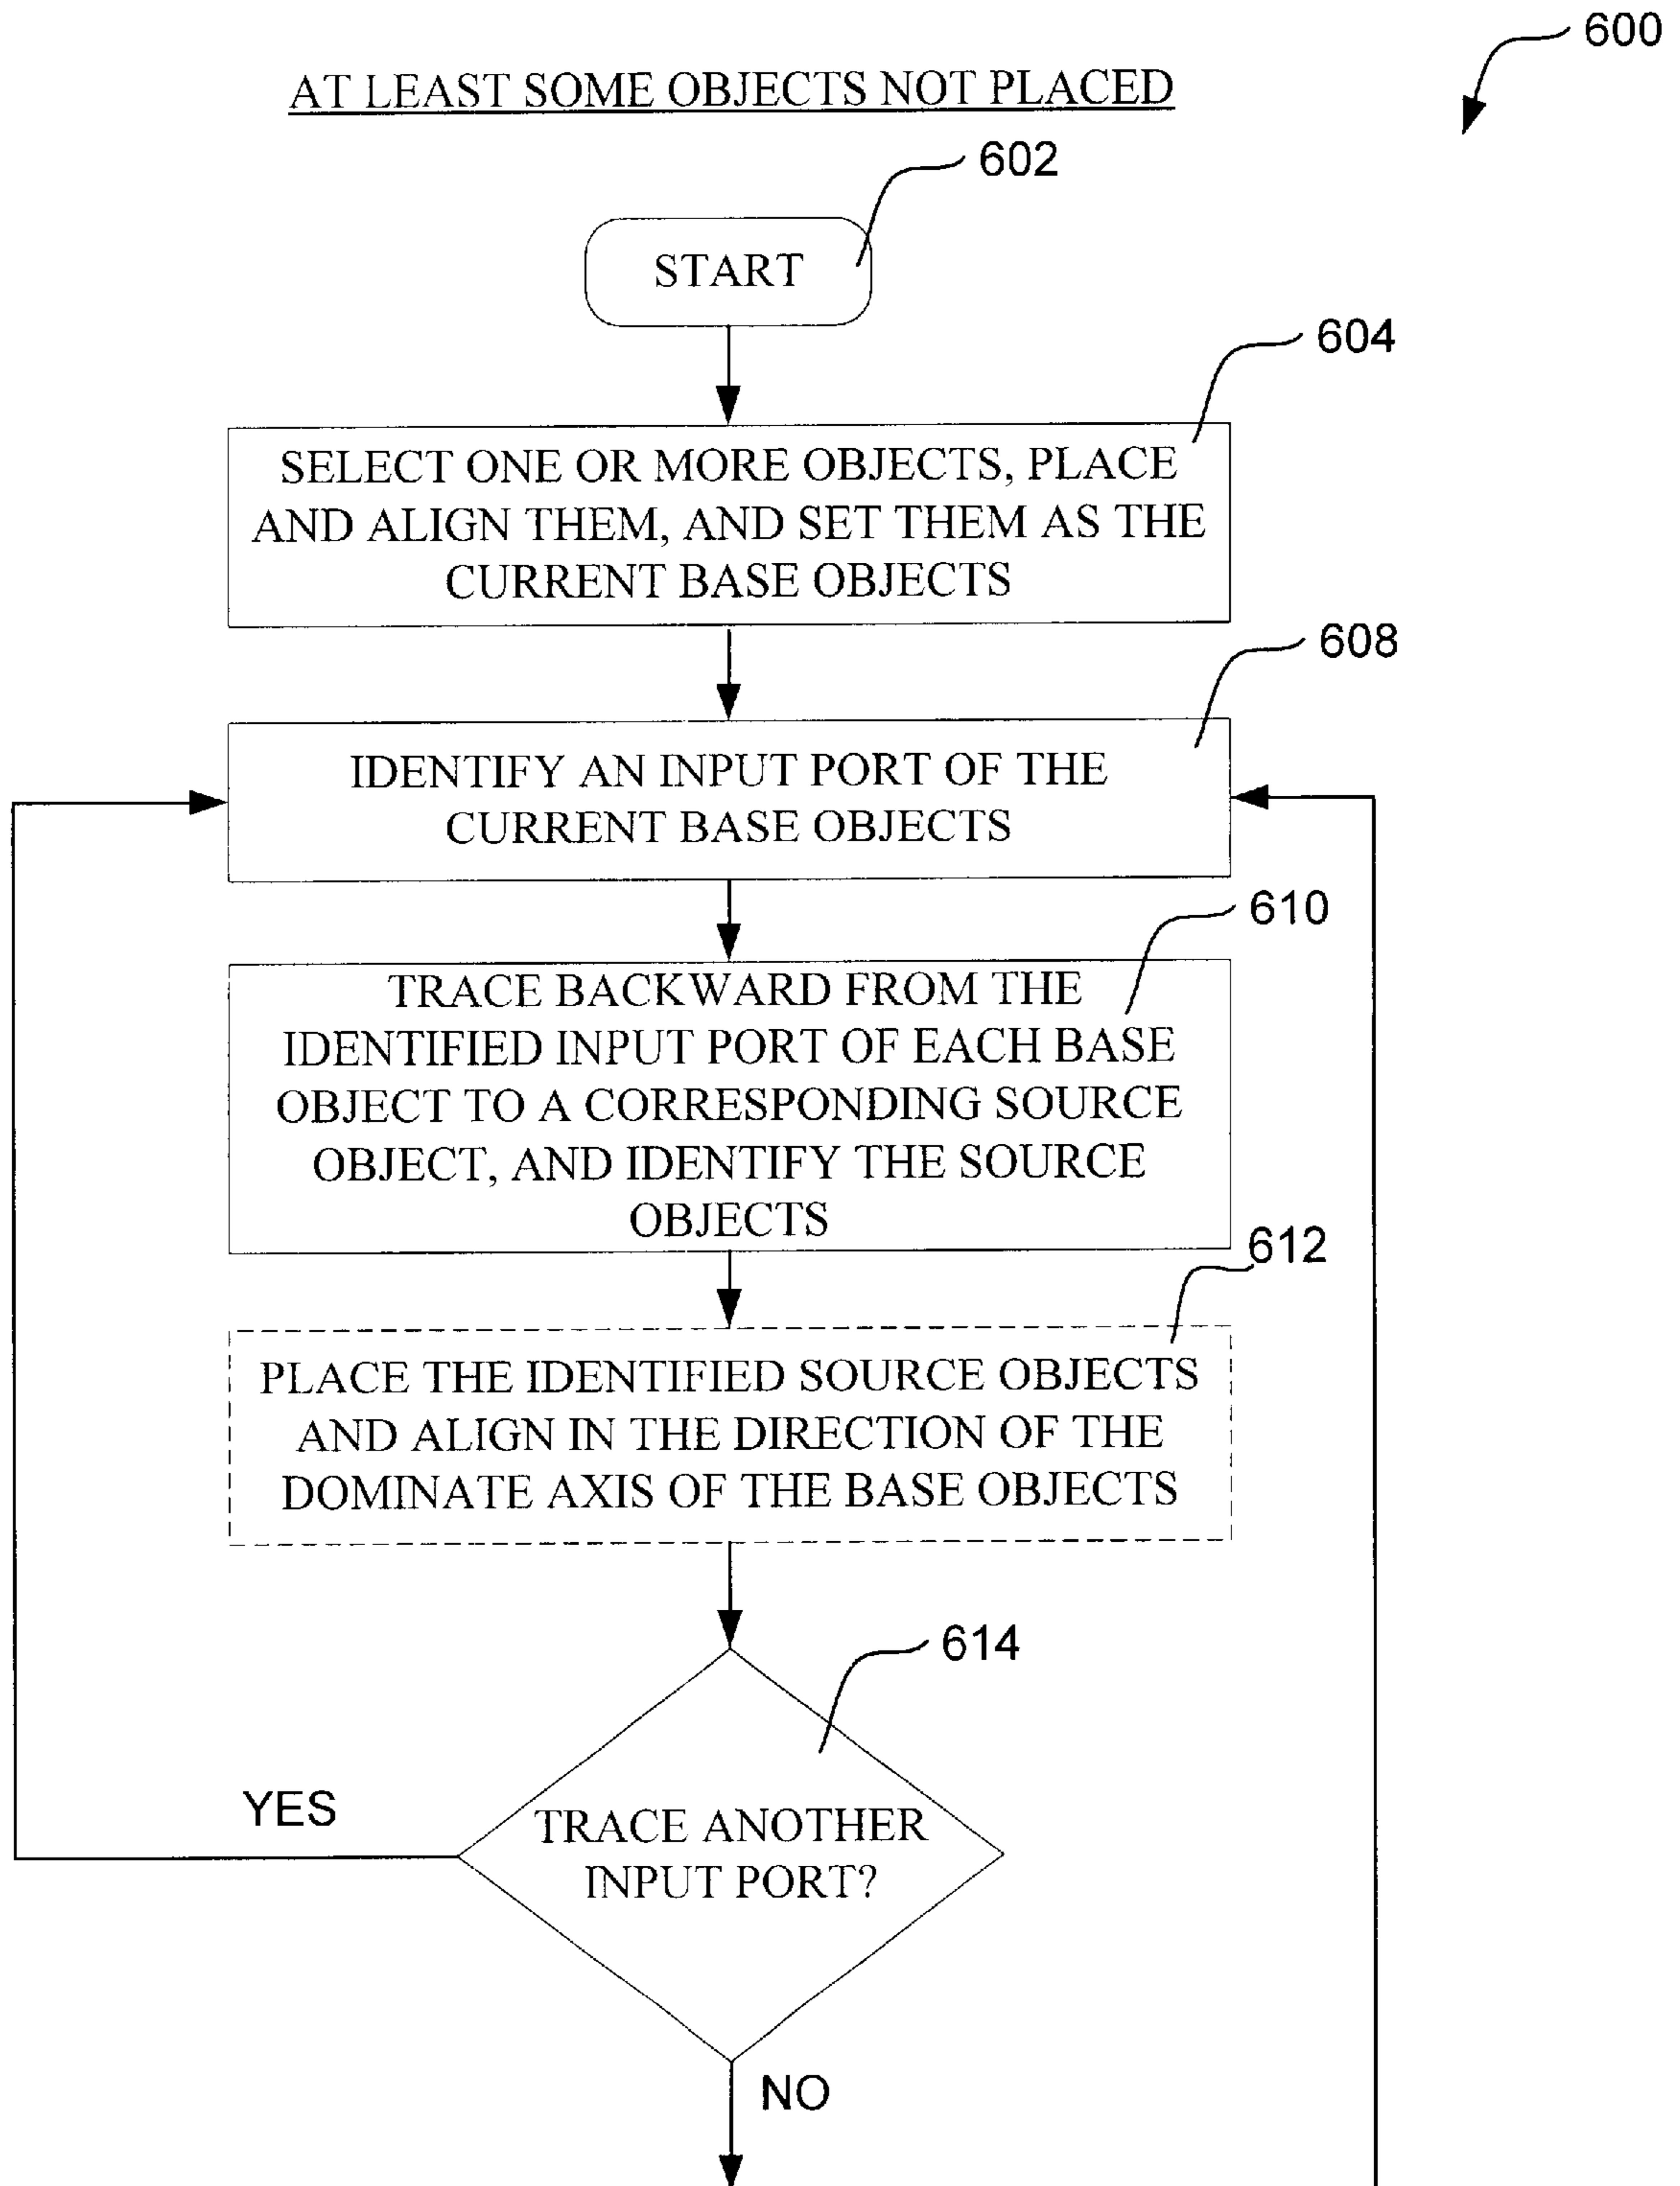 600
AT LEAST SOME OBJECTS NOT PLACED
602
START
604
SELECT ONE OR MORE OBJECTS, PLACE
AND ALIGN THEM, AND SET THEM AS THE
CURRENT BASE OBJECTS
608
IDENTIFY AN INPUT PORT OF THE
CURRENT BASE OBJECTS
610
TRACE BACKWARD FROM THE
IDENTIFIED INPUT PORT OF EACH BASE
OBJECT TO A CORRESPONDING SOURCE
OBJECT, AND IDENTIFY THE SOURCE
OBJECTS
612
PLACE THE IDENTIFIED SOURCE OBJECTS
AND ALIGN IN THE DIRECTION OF THE
DOMINATE AXIS OF THE BASE OBJECTS
614
YES
TRACE ANOTHER
INPUT PORT?
NO